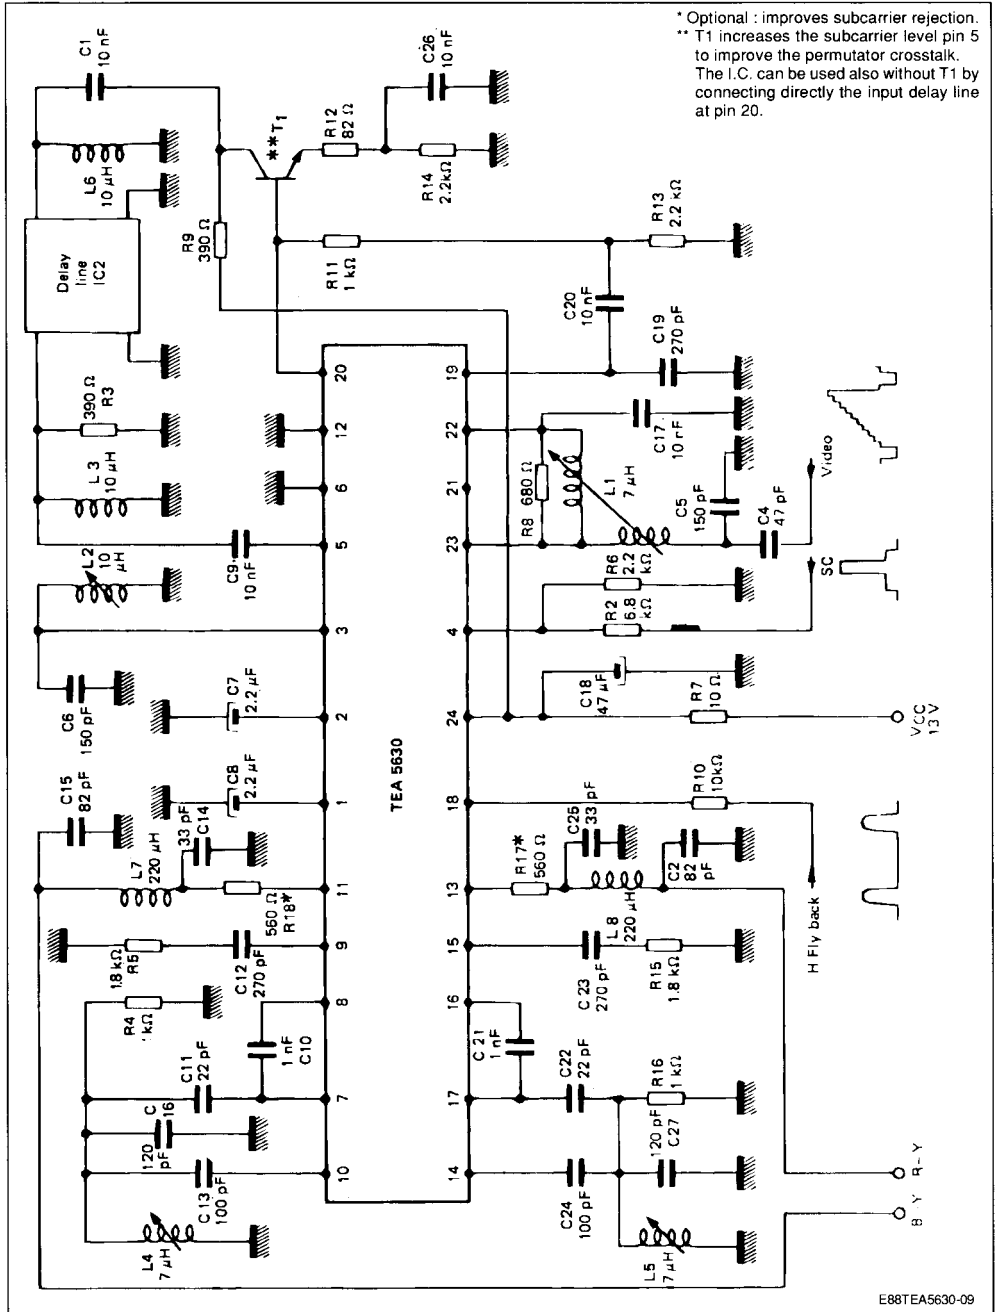 * Optional : improves subcarrier rejection.
** T1 increases the subcarrier level pin 5
to improve the permutator crosstalk.
The I.C. can be used also without T1 by
connecting directly the input delay line
at pin 20.
C1
10 nF
C26
10 nF
L6
10 µH
**T1
R12
82 Ω
R14
2.2kΩ
Delay
line
IC2
R9
390 Ω
R11
1 kΩ
R13
2.2 kΩ
C20
10 nF
C19
270 pF
390 Ω
R3
L3
10 µH
L2
10
µH
C9
10 nF
20
12
6
5
3
2
1
11
9
8
7
10
19
22
21
23
4
24
18
13
15
16
17
14
TEA 5630
C17
10 nF
R8 680 Ω
L1
7 µH
C5
150 pF
C4
47 pF
Video
R6
2.2
kΩ
R2
6.8
kΩ
SC
C6
150 pF
C7
2.2 µF
C18
47 µF
R7
10 Ω
VCC
13 V
C15
82 pF
C8
2.2 µF
R10
10kΩ
L7
220 µH
33 pF
C14
560 Ω
R18*
R17*
560 Ω
C25
33 pF
L8
220 µH
C2
82
pF
H Fly back
1.8 kΩ
R5
C12
270 pF
C23
270 pF
R15
1.8 kΩ
R4
1kΩ
1 nF
C10
C21
1 nF
C11
22 pF
C22
22 pF
R16
1 kΩ
C
16
120
pF
120 pF
C27
C13
100 pF
C24
100 pF
L4
7 µH
L5
7 µH
R-Y
B-Y
E88TEA5630-09